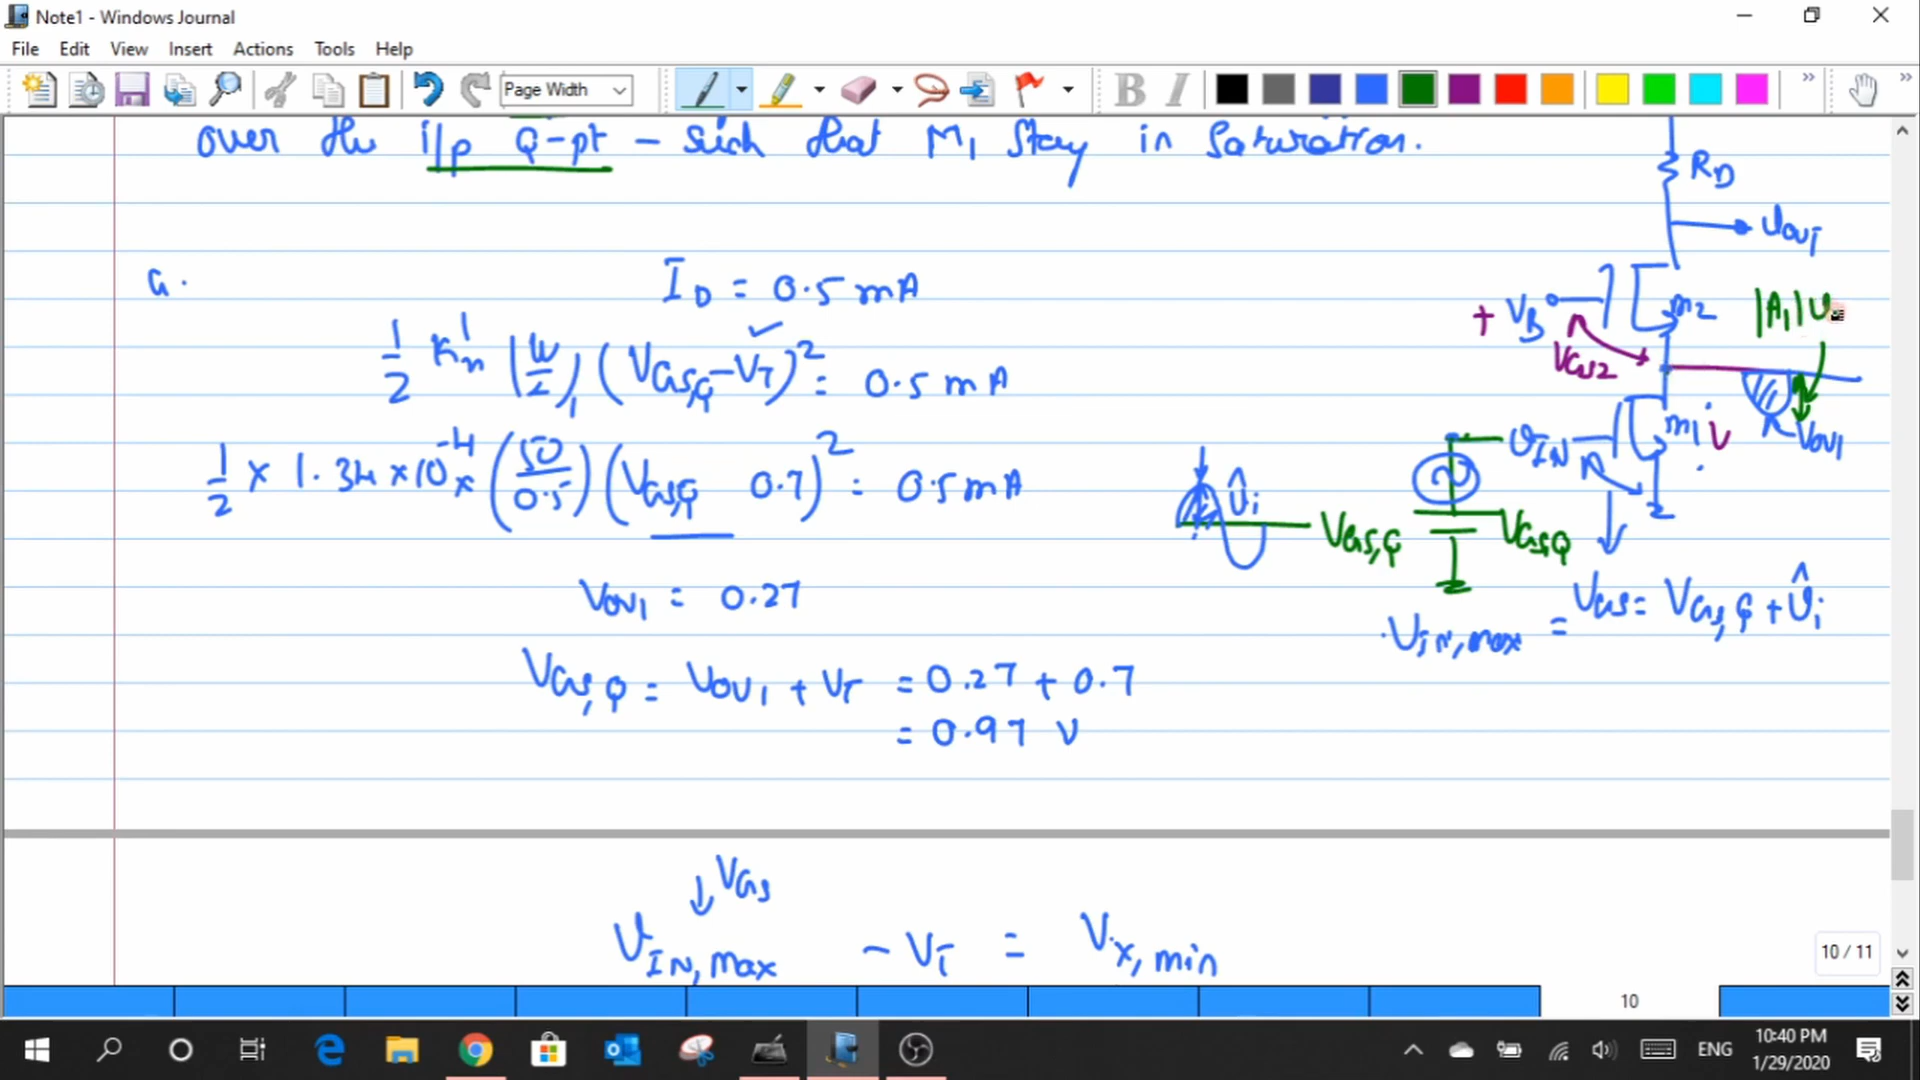 Note1 - Windows Journal
File Edit View Insert Actions Tools Help
Page Width
B I
over the i/p Q-pt - such that M1 stay in saturation.
RD
Vout
a.
ID = 0.5 mA
+ VB
M2
|A1|v
VGS2
1/2 Kn' (W/L)1 (VGS,Q - VT)^2 = 0.5 mA
VIN
M1
VOV1
1/2 × 1.34 × 10^-4 × (50/0.5) (VGS,Q 0.7)^2 = 0.5 mA
v̂i
VGS,Q
VGSQ
VOV1 = 0.27
vIN,max = VGS = VGS,Q + v̂i
VGS,Q = VOV1 + VT = 0.27 + 0.7
= 0.97 V
↓ VGS
VIN,max - VT = Vx,min
10 / 11
10
ENG
10:40 PM
1/29/2020